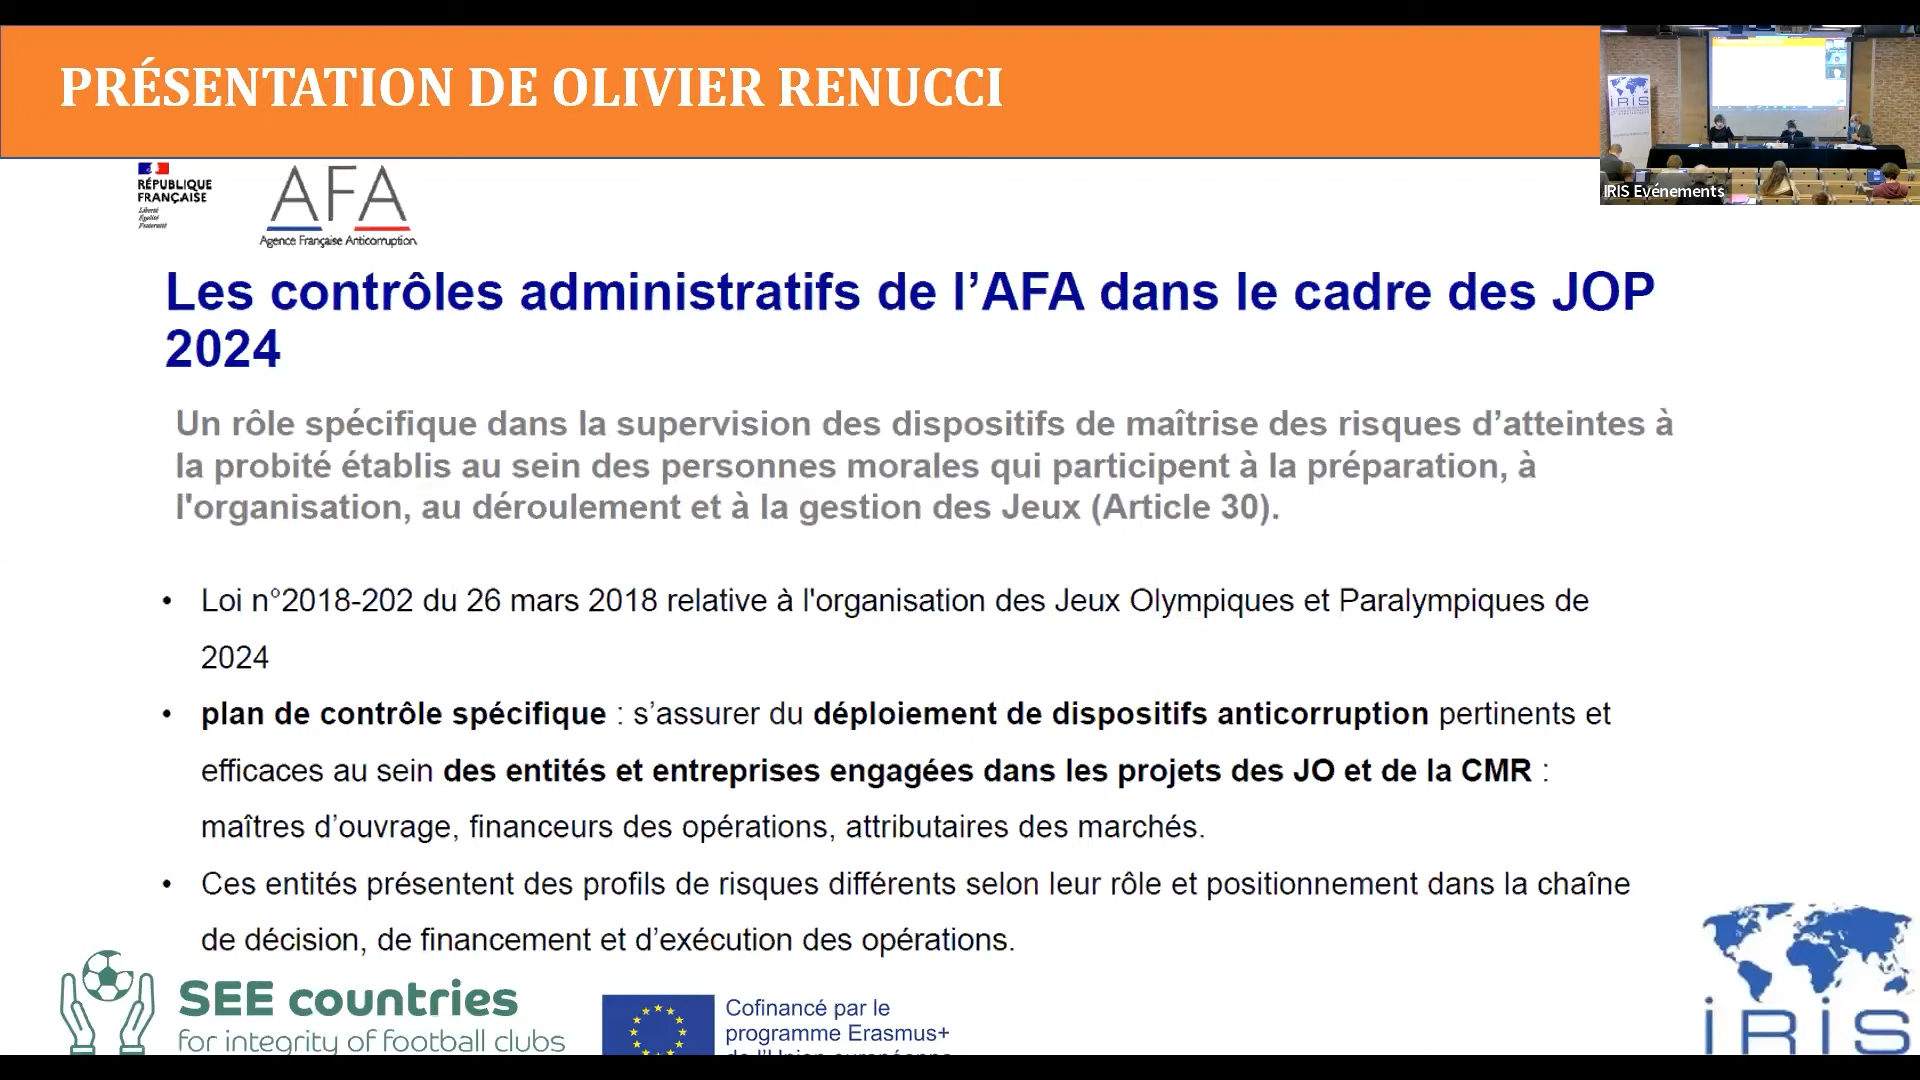 PRÉSENTATION DE OLIVIER RENUCCI
IRIS
IRIS Evénements
RÉPUBLIQUE
FRANÇAISE
Liberté
Égalité
Fraternité
AFA
Agence Française Anticorruption
Les contrôles administratifs de l’AFA dans le cadre des JOP
2024
Un rôle spécifique dans la supervision des dispositifs de maîtrise des risques d’atteintes à
la probité établis au sein des personnes morales qui participent à la préparation, à
l'organisation, au déroulement et à la gestion des Jeux (Article 30).
• Loi n°2018-202 du 26 mars 2018 relative à l'organisation des Jeux Olympiques et Paralympiques de
2024
• plan de contrôle spécifique : s’assurer du déploiement de dispositifs anticorruption pertinents et
efficaces au sein des entités et entreprises engagées dans les projets des JO et de la CMR :
maîtres d’ouvrage, financeurs des opérations, attributaires des marchés.
• Ces entités présentent des profils de risques différents selon leur rôle et positionnement dans la chaîne
de décision, de financement et d’exécution des opérations.
SEE countries
for integrity of football clubs
Cofinancé par le
programme Erasmus+
de l'Union européenne
IRIS